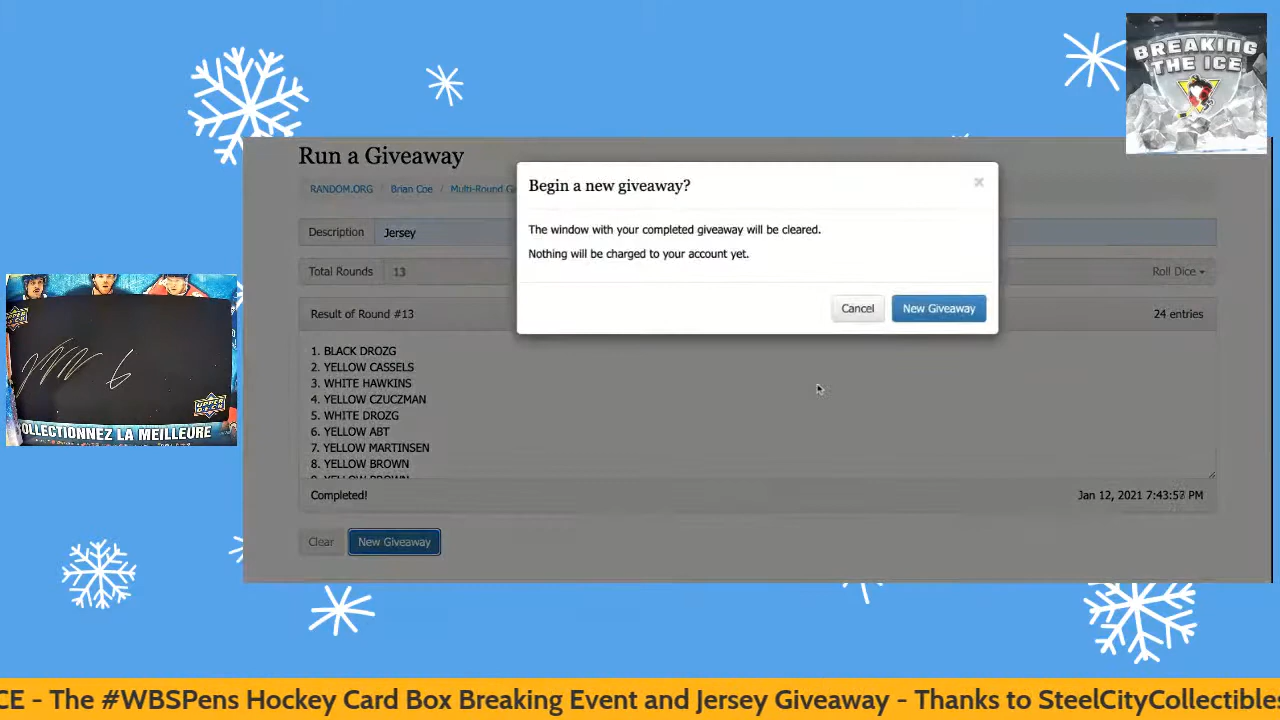 BREAKING
THE ICE
Run a Giveaway
RANDOM.ORG / Brian Coe / Multi-Round
Description Jersey
Total Rounds 13 Roll Dice
Result of Round #13 24 entries
1. BLACK DROZG
2. YELLOW CASSELS
3. WHITE HAWKINS
4. YELLOW CZUCZMAN
5. WHITE DROZG
6. YELLOW ABT
7. YELLOW MARTINSEN
8. YELLOW BROWN
Completed! Jan 12, 2021 7:43:5 PM
Clear New Giveaway
Begin a new giveaway?
×
The window with your completed giveaway will be cleared.
Nothing will be charged to your account yet.
Cancel New Giveaway
6
UPPER
DECK
OLLECTIONNEZ LA MEILLEURE
CE - The #WBSPens Hockey Card Box Breaking Event and Jersey Giveaway - Thanks to SteelCityCollectibles